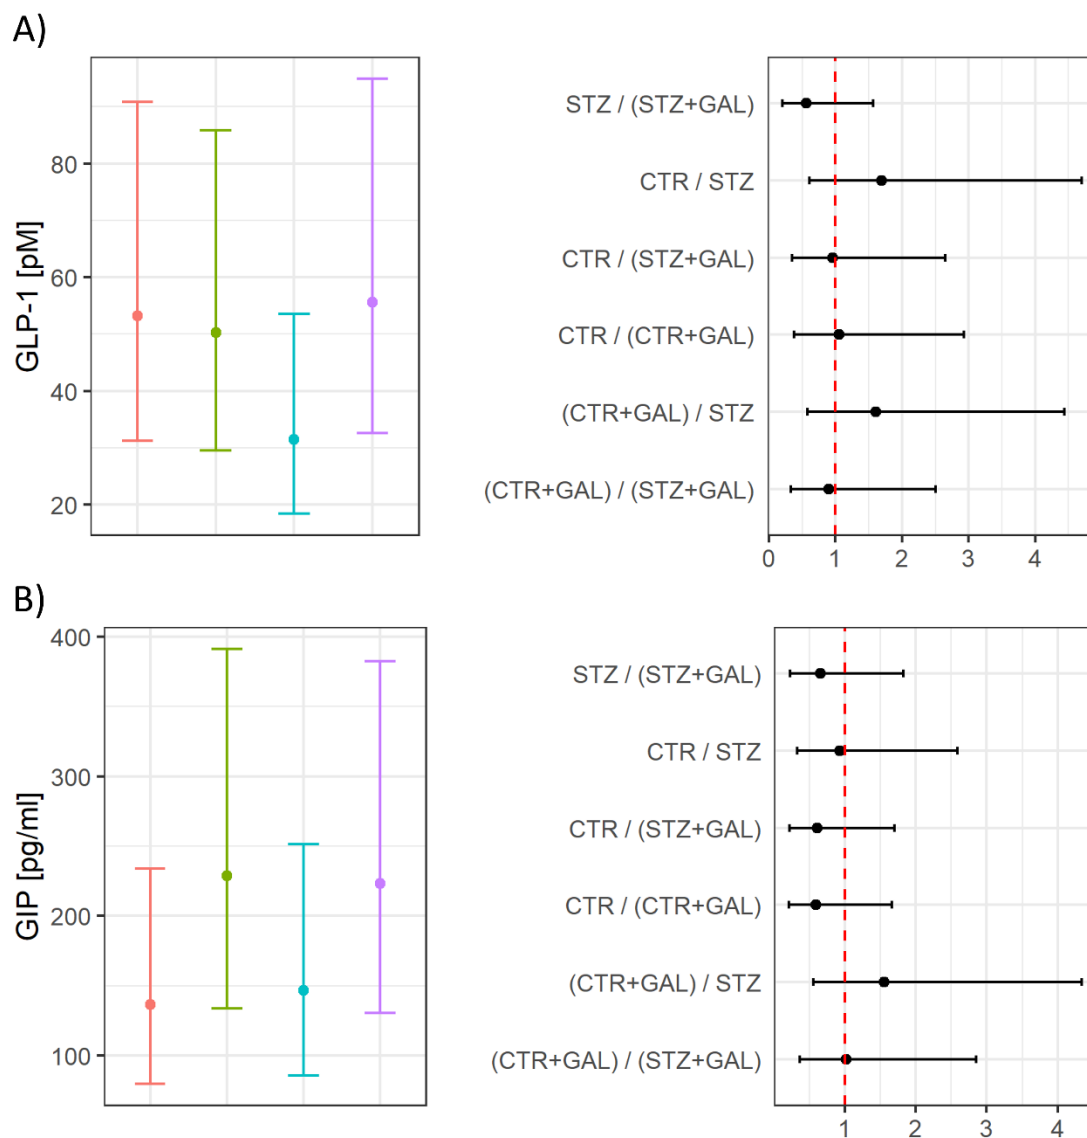 A)
GLP-1 [pM]
80
60
40
20
STZ / (STZ+GAL)
CTR / STZ
CTR / (STZ+GAL)
CTR / (CTR+GAL)
(CTR+GAL) / STZ
(CTR+GAL) / (STZ+GAL)
0 1 2 3 4
B)
GIP [pg/ml]
400
300
200
100
STZ / (STZ+GAL)
CTR / STZ
CTR / (STZ+GAL)
CTR / (CTR+GAL)
(CTR+GAL) / STZ
(CTR+GAL) / (STZ+GAL)
1 2 3 4